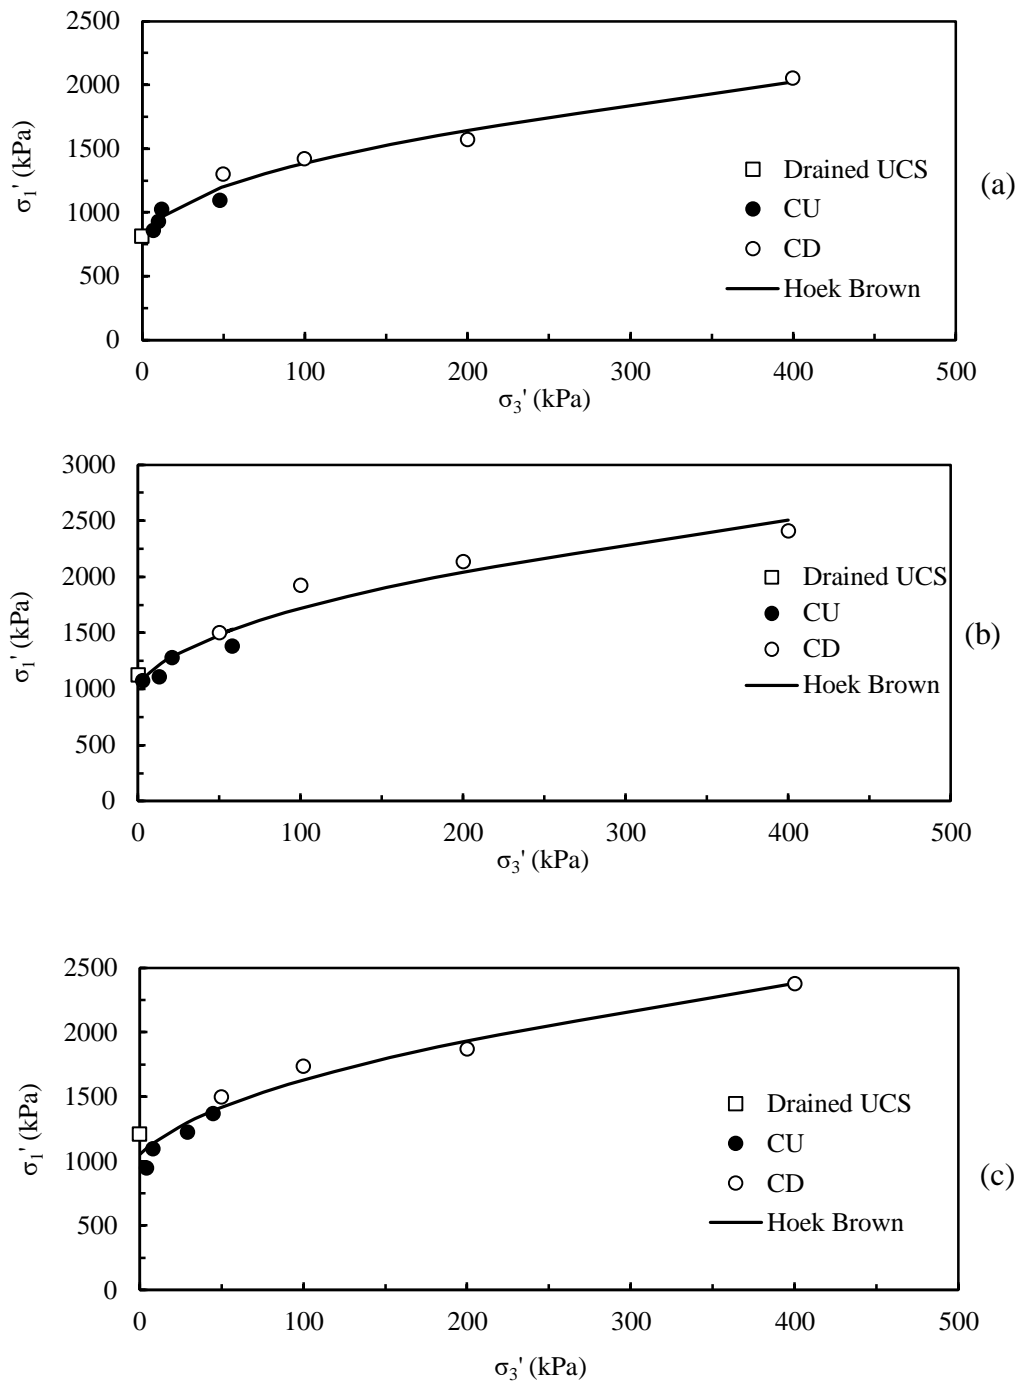 2500
2000
1500
1000
500
0
σ₁' (kPa)
Drained UCS
CU
CD
Hoek Brown
(a)
0 100 200 300 400 500
σ₃' (kPa)
3000
2500
2000
1500
1000
500
0
σ₁' (kPa)
Drained UCS
CU
CD
Hoek Brown
(b)
0 100 200 300 400 500
σ₃' (kPa)
2500
2000
1500
1000
500
0
σ₁' (kPa)
Drained UCS
CU
CD
Hoek Brown
(c)
0 100 200 300 400 500
σ₃' (kPa)